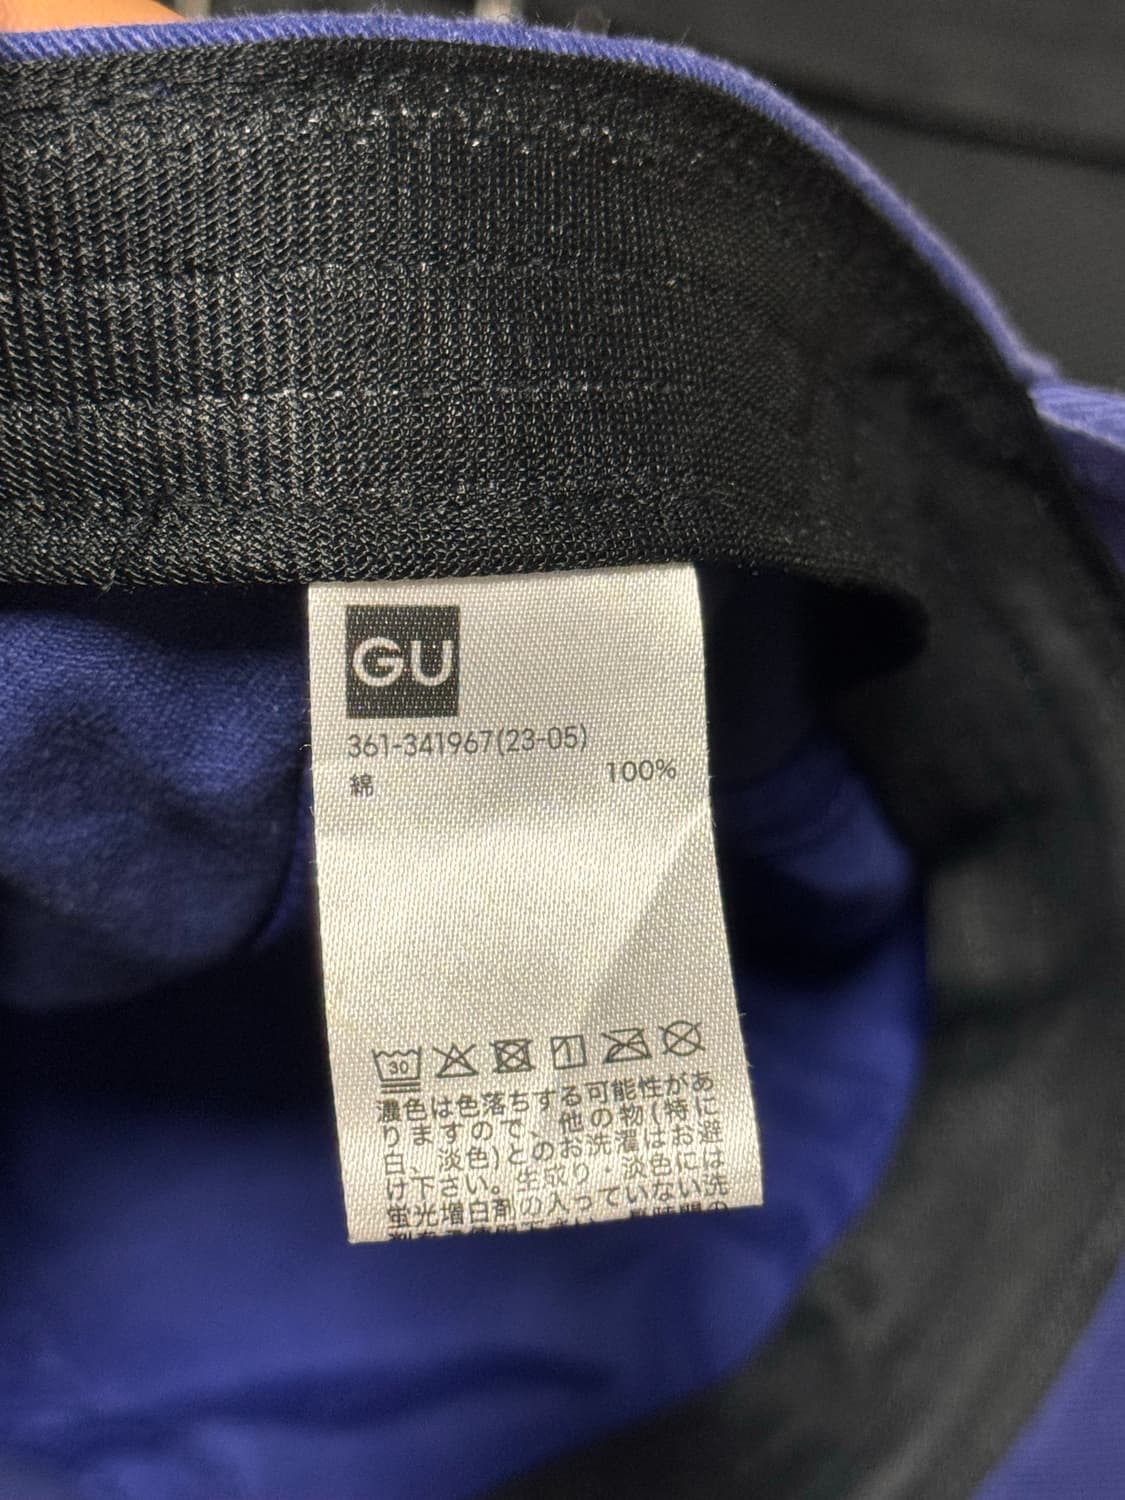 GU
361-341967(23-05)
綿 100%
30
濃色は色落ちする可能性があ
りますので、他の物(特に
白、淡色)とのお洗濯はお避
け下さい。生成り・淡色には
蛍光増白剤の入っていない洗